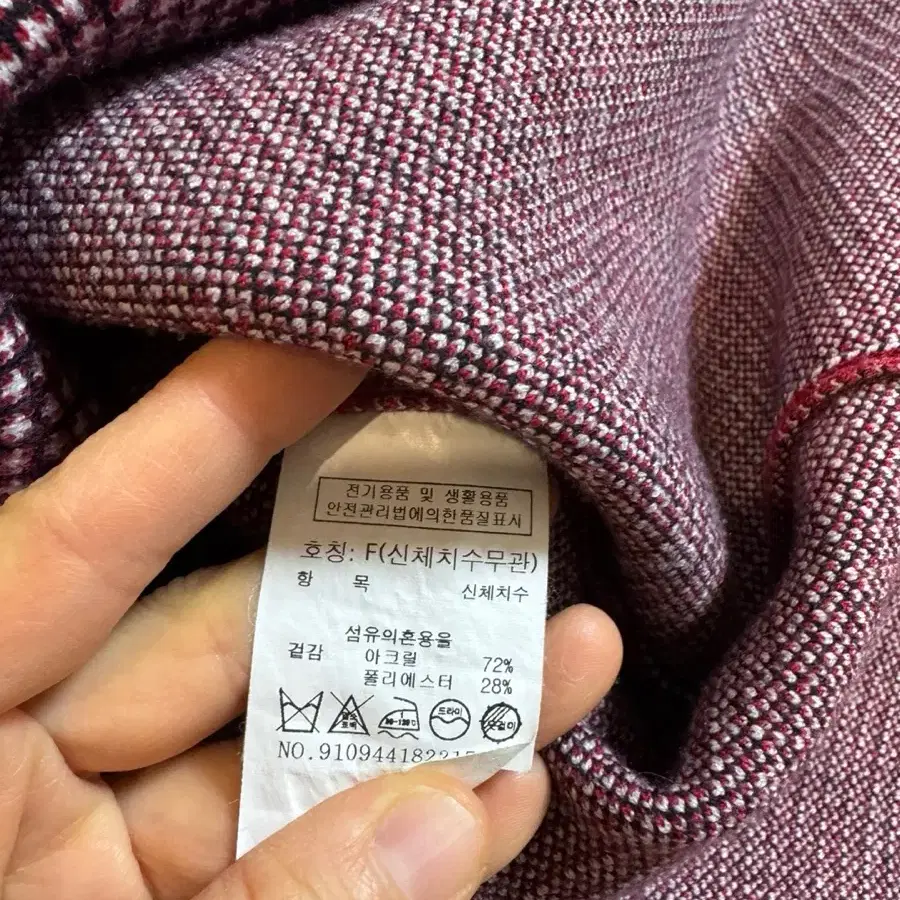 전기용품 및 생활용품
안전관리법에의한품질표시
호칭: F(신체치수무관)
항 목 신체치수
섬유의혼용율
겉감 아크릴 72%
폴리에스터 28%
드라이
NO.910944182215